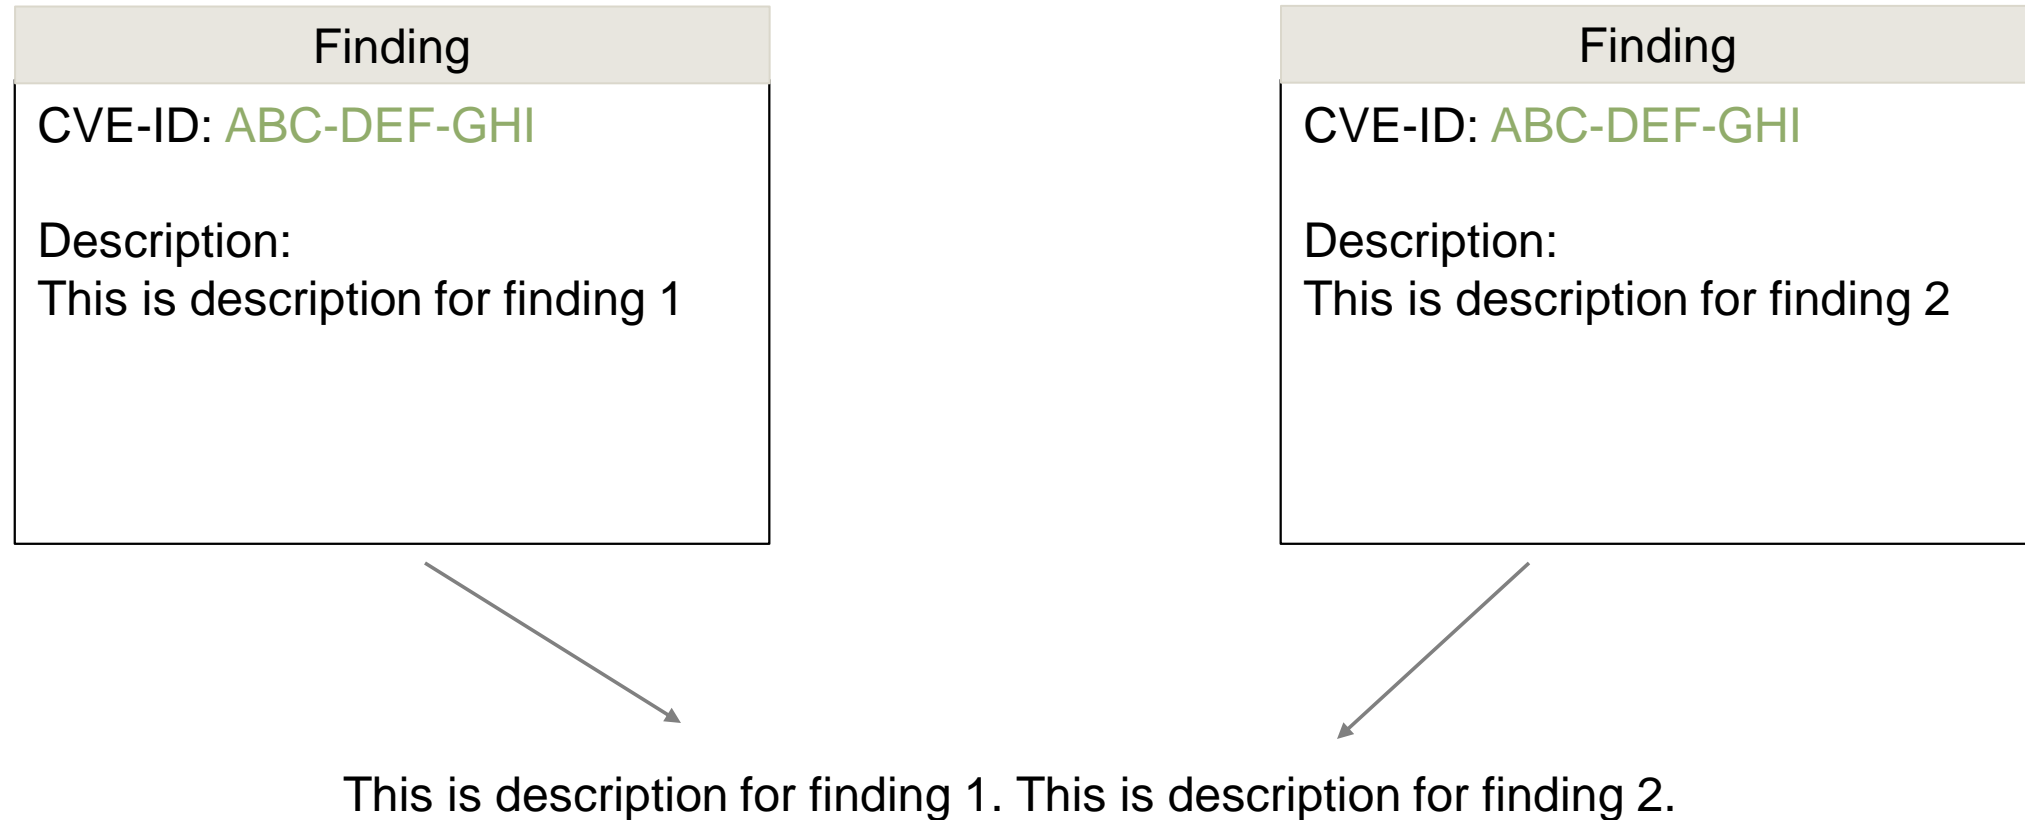 Finding
CVE-ID: ABC-DEF-GHI
Description:
This is description for finding 1
Finding
CVE-ID: ABC-DEF-GHI
Description:
This is description for finding 2
This is description for finding 1. This is description for finding 2.